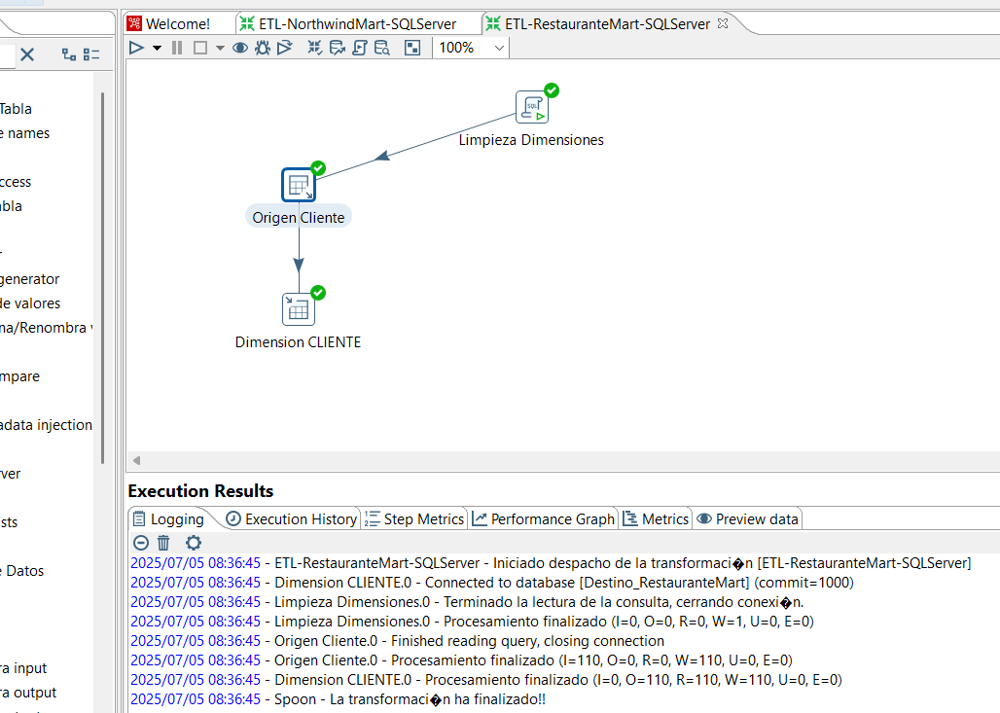 Welcome!
ETL-NorthwindMart-SQLServer
ETL-RestauranteMart-SQLServer
100%
Tabla
e names
ccess
abla
generator
de valores
na/Renombra
mpare
adata injection
rver
sts
e Datos
ra input
ra output
SQL
Limpieza Dimensiones
Origen Cliente
Dimension CLIENTE
Execution Results
Logging
Execution History
Step Metrics
Performance Graph
Metrics
Preview data
2025/07/05 08:36:45 - ETL-RestauranteMart-SQLServer - Iniciado despacho de la transformaci�n [ETL-RestauranteMart-SQLServer]
2025/07/05 08:36:45 - Dimension CLIENTE.0 - Connected to database [Destino_RestauranteMart] (commit=1000)
2025/07/05 08:36:45 - Limpieza Dimensiones.0 - Terminado la lectura de la consulta, cerrando conexi�n.
2025/07/05 08:36:45 - Limpieza Dimensiones.0 - Procesamiento finalizado (I=0, O=0, R=0, W=1, U=0, E=0)
2025/07/05 08:36:45 - Origen Cliente.0 - Finished reading query, closing connection
2025/07/05 08:36:45 - Origen Cliente.0 - Procesamiento finalizado (I=110, O=0, R=0, W=110, U=0, E=0)
2025/07/05 08:36:45 - Dimension CLIENTE.0 - Procesamiento finalizado (I=0, O=110, R=110, W=110, U=0, E=0)
2025/07/05 08:36:45 - Spoon - La transformaci�n ha finalizado!!